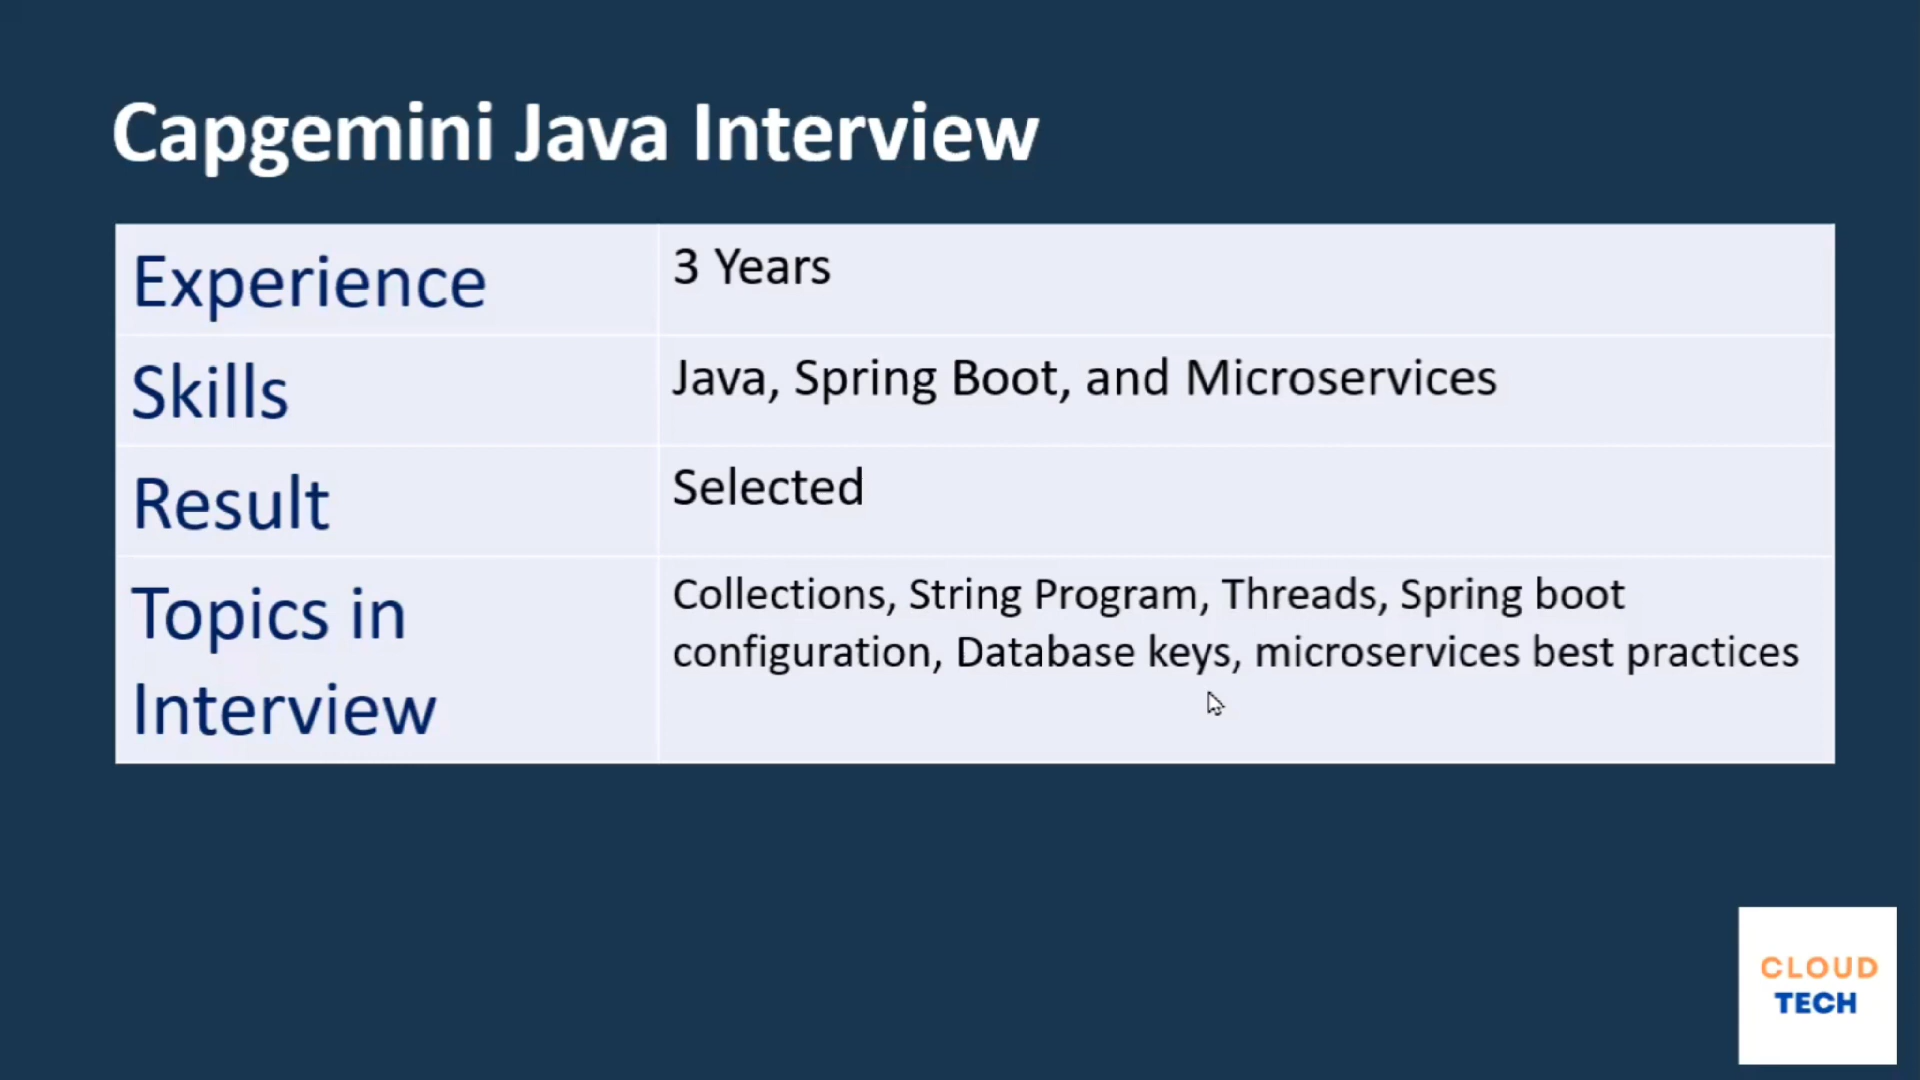 Capgemini Java Interview
Experience
3 Years
Skills
Java, Spring Boot, and Microservices
Result
Selected
Topics in
Interview
Collections, String Program, Threads, Spring boot
configuration, Database keys, microservices best practices
CLOUD
TECH